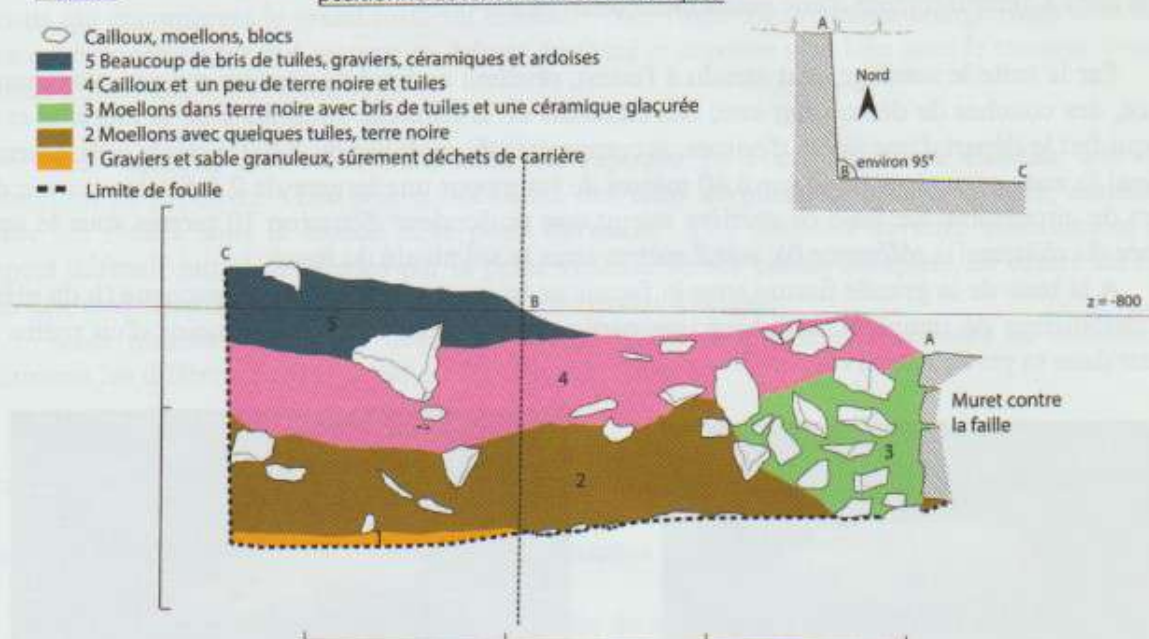 Cailloux, moellons, blocs
5 Beaucoup de bris de tuiles, graviers, céramiques et ardoises
4 Cailloux et un peu de terre noire et tuiles
3 Moellons dans terre noire avec bris de tuiles et une céramique glaçurée
2 Moellons avec quelques tuiles, terre noire
1 Graviers et sable granuleux, sûrement déchets de carrière
Limite de fouille
A
Nord
environ 95°
B
C
C
B
z = -800
5
A
4
Muret contre
la faille
3
2
1